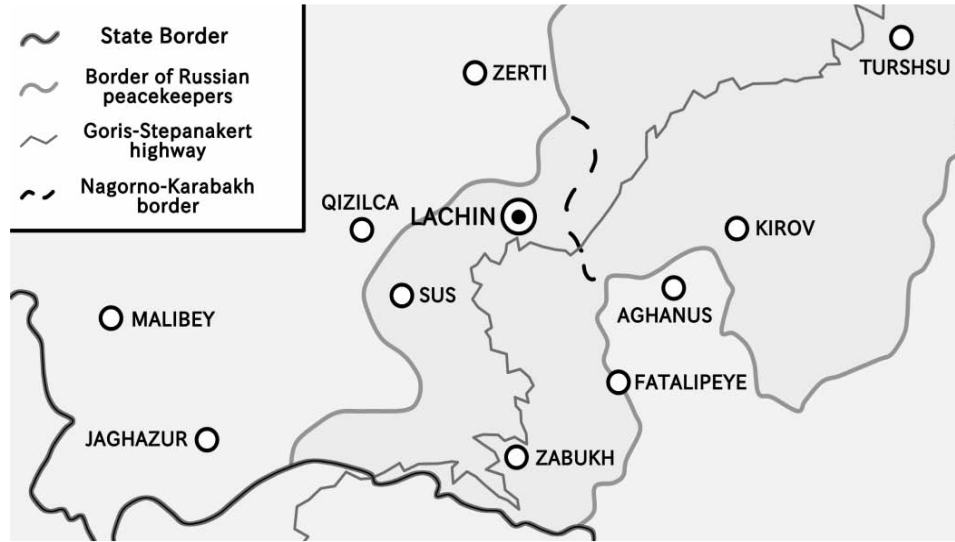 State Border
Border of Russian
peacekeepers
Goris-Stepanakert
highway
Nagorno-Karabakh
border
ZERTI
TURSHSU
QIZILCA
LACHIN
KIROV
SUS
AGHANUS
MALIBEY
FATALIPEYE
JAGHAZUR
ZABUKH